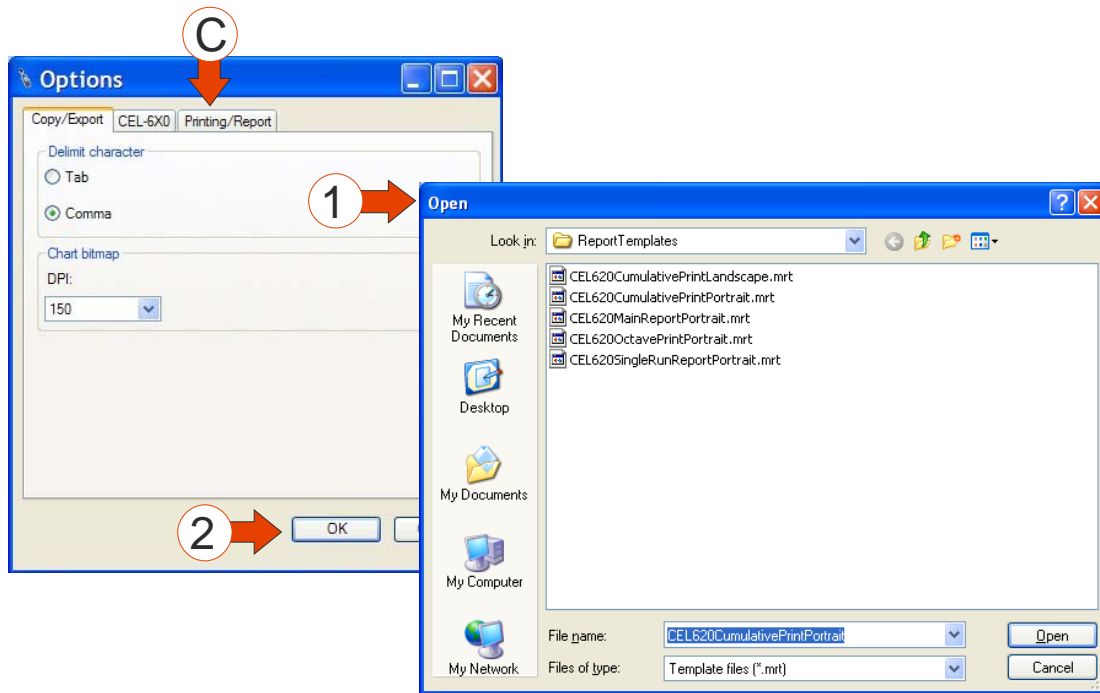 C
Options
Copy/Export CEL-6X0 Printing/Report
Delimit character
Tab
Comma
Chart bitmap
DPI:
150
2
OK
1
Open
Look in: ReportTemplates
My Recent Documents
Desktop
My Documents
My Computer
My Network
CEL620CumulativePrintLandscape.mrt
CEL620CumulativePrintPortrait.mrt
CEL620MainReportPortrait.mrt
CEL620OctavePrintPortrait.mrt
CEL620SingleRunReportPortrait.mrt
File name: CEL620CumulativePrintPortrait
Open
Files of type: Template files (*.mrt)
Cancel